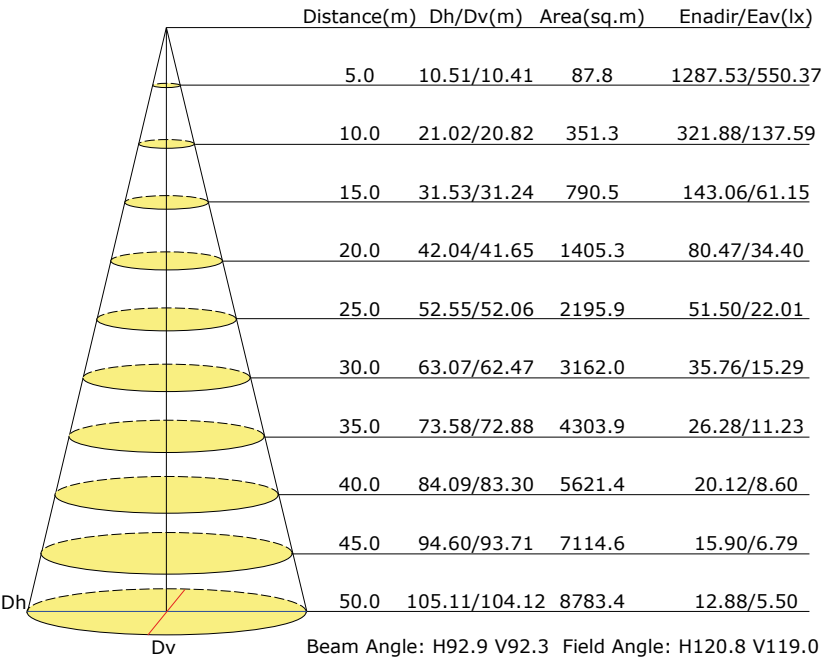 Distance(m) Dh/Dv(m) Area(sq.m) Enadir/Eav(lx)
5.0 10.51/10.41 87.8 1287.53/550.37
10.0 21.02/20.82 351.3 321.88/137.59
15.0 31.53/31.24 790.5 143.06/61.15
20.0 42.04/41.65 1405.3 80.47/34.40
25.0 52.55/52.06 2195.9 51.50/22.01
30.0 63.07/62.47 3162.0 35.76/15.29
35.0 73.58/72.88 4303.9 26.28/11.23
40.0 84.09/83.30 5621.4 20.12/8.60
45.0 94.60/93.71 7114.6 15.90/6.79
Dh 50.0 105.11/104.12 8783.4 12.88/5.50
Dv Beam Angle: H92.9 V92.3 Field Angle: H120.8 V119.0